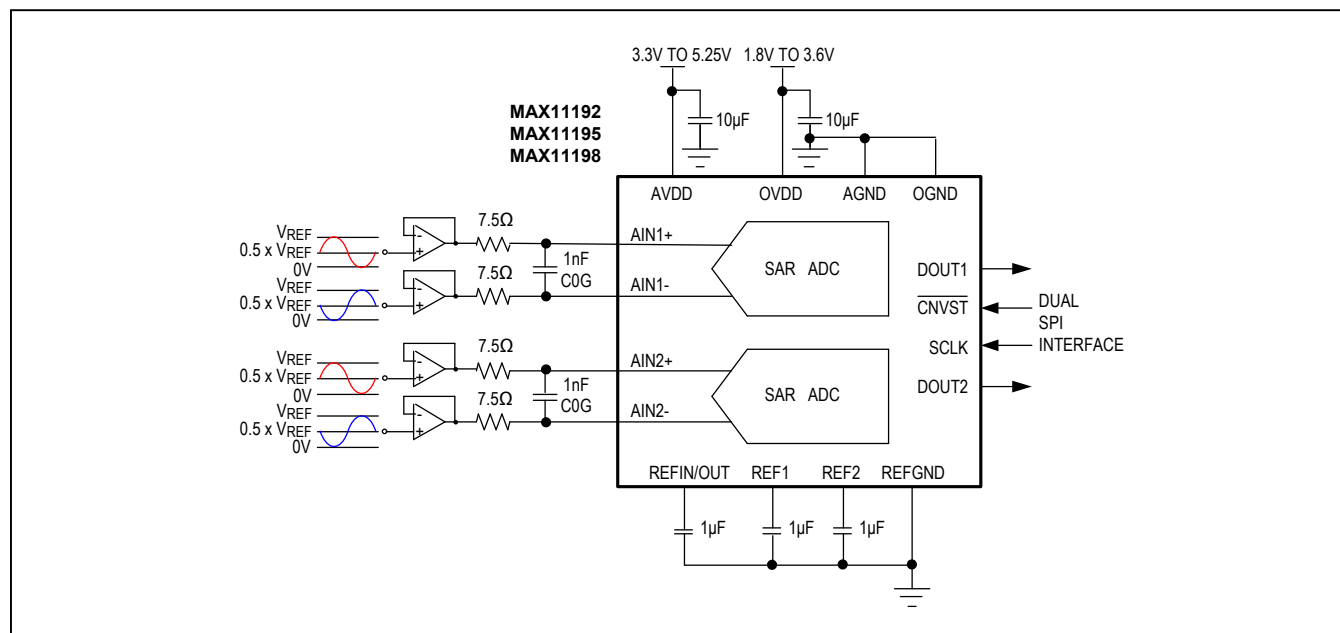 3.3V TO 5.25V
1.8V TO 3.6V
MAX11192
MAX11195
MAX11198
10µF
10µF
AVDD
OVDD
AGND
OGND
VREF
0.5 x VREF
0V
7.5Ω
AIN1+
1nF
C0G
VREF
0.5 x VREF
0V
7.5Ω
AIN1-
SAR ADC
VREF
0.5 x VREF
0V
7.5Ω
AIN2+
1nF
C0G
VREF
0.5 x VREF
0V
7.5Ω
AIN2-
SAR ADC
DOUT1
CNVST
SCLK
DOUT2
DUAL
SPI
INTERFACE
REFIN/OUT
REF1
REF2
REFGND
1µF
1µF
1µF